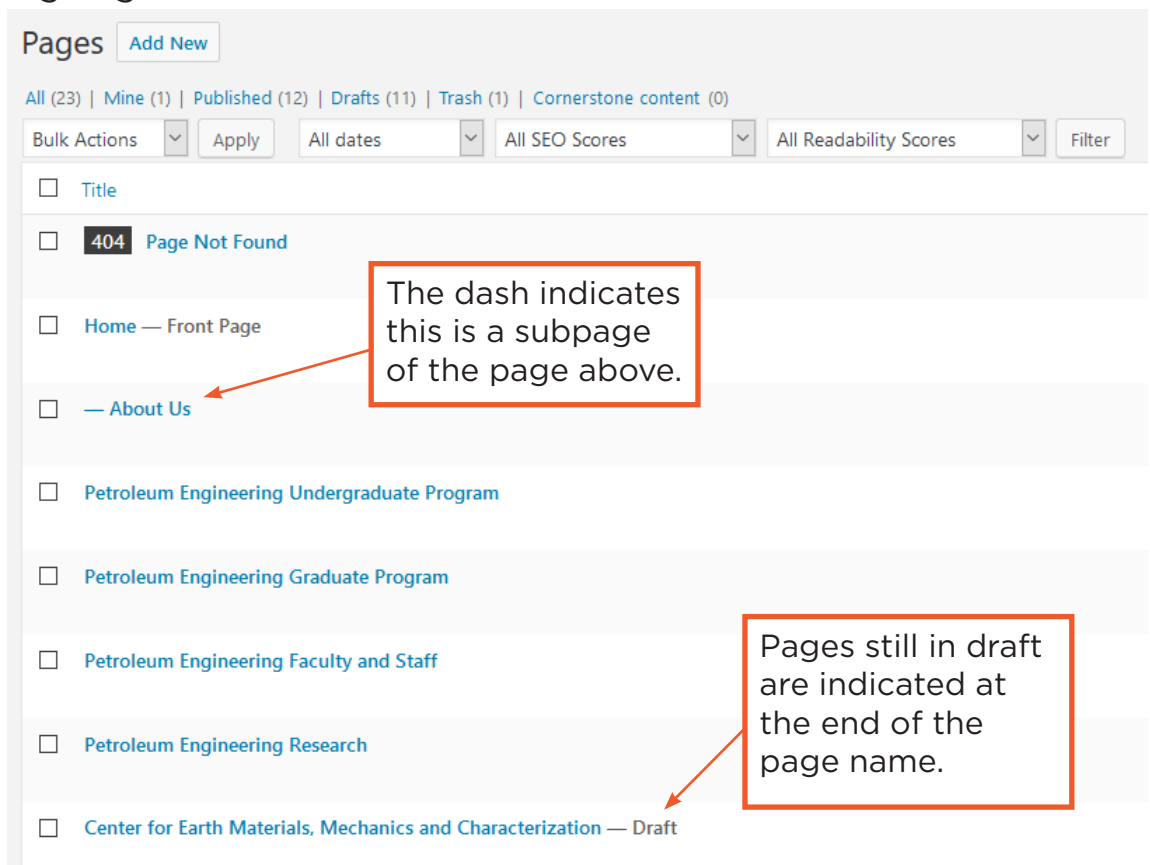 Pages Add New
All (23) | Mine (1) | Published (12) | Drafts (11) | Trash (1) | Cornerstone content (0)
Bulk Actions Apply All dates All SEO Scores All Readability Scores Filter
Title
404 Page Not Found
The dash indicates
this is a subpage
of the page above.
Home — Front Page
— About Us
Petroleum Engineering Undergraduate Program
Petroleum Engineering Graduate Program
Petroleum Engineering Faculty and Staff
Pages still in draft
are indicated at
the end of the
page name.
Petroleum Engineering Research
Center for Earth Materials, Mechanics and Characterization — Draft